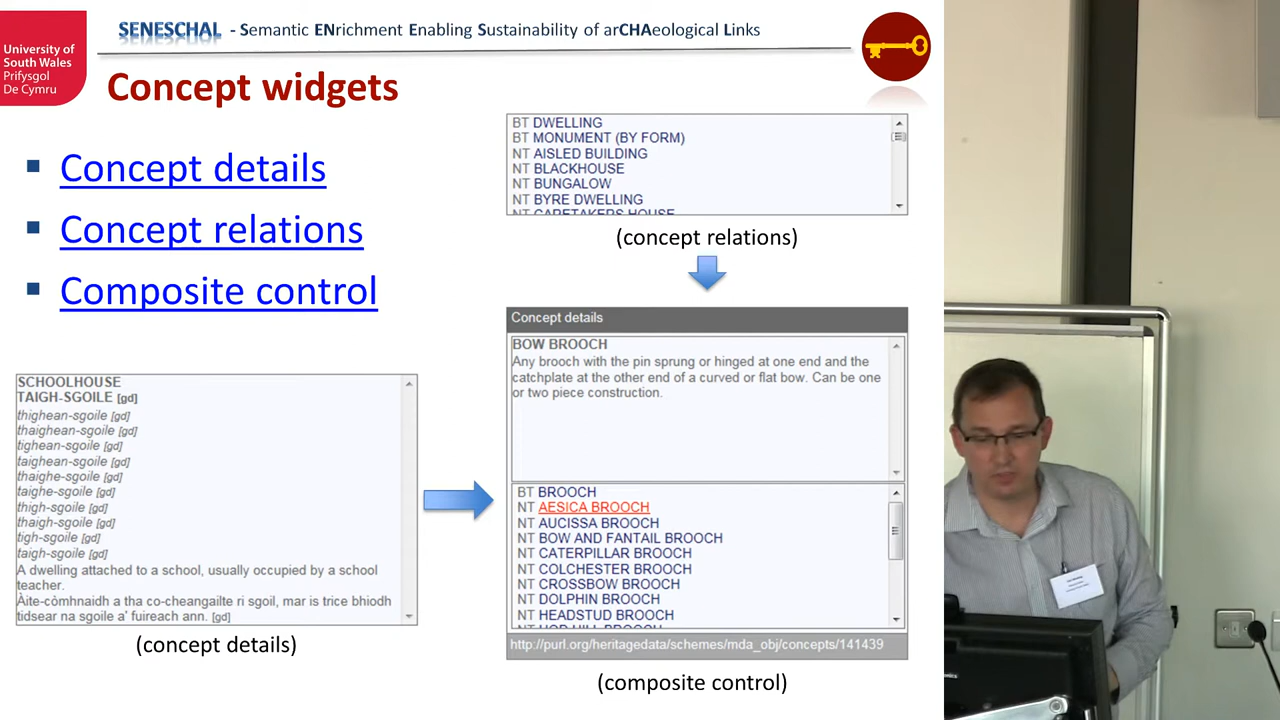 SENESCHAL - Semantic ENrichment Enabling Sustainability of arCHAeological Links
University of
South Wales
Prifysgol
De Cymru
Concept widgets
Concept details
Concept relations
Composite control
BT DWELLING
BT MONUMENT (BY FORM)
NT AISLED BUILDING
NT BLACKHOUSE
NT BUNGALOW
NT BYRE DWELLING
NT CARETAKERS HOUSE
(concept relations)
SCHOOLHOUSE
TAIGH-SGOILE [gd]
thighean-sgoile [gd]
thaighean-sgoile [gd]
tighean-sgoile [gd]
taighean-sgoile [gd]
thaighe-sgoile [gd]
taighe-sgoile [gd]
thigh-sgoile [gd]
thaigh-sgoile [gd]
tigh-sgoile [gd]
taigh-sgoile [gd]
A dwelling attached to a school, usually occupied by a school
teacher.
Àite-còmhnaidh a tha co-cheangailte ri sgoil, mar is trice bhiodh
tidsear na sgoile a' fuireach ann. [gd]
(concept details)
Concept details
BOW BROOCH
Any brooch with the pin sprung or hinged at one end and the
catchplate at the other end of a curved or flat bow. Can be one
or two piece construction.
BT BROOCH
NT AESICA BROOCH
NT AUCISSA BROOCH
NT BOW AND FANTAIL BROOCH
NT CATERPILLAR BROOCH
NT COLCHESTER BROOCH
NT CROSSBOW BROOCH
NT DOLPHIN BROOCH
NT HEADSTUD BROOCH
NT HOD HILL BROOCH
http://purl.org/heritagedata/schemes/mda_obj/concepts/141439
(composite control)